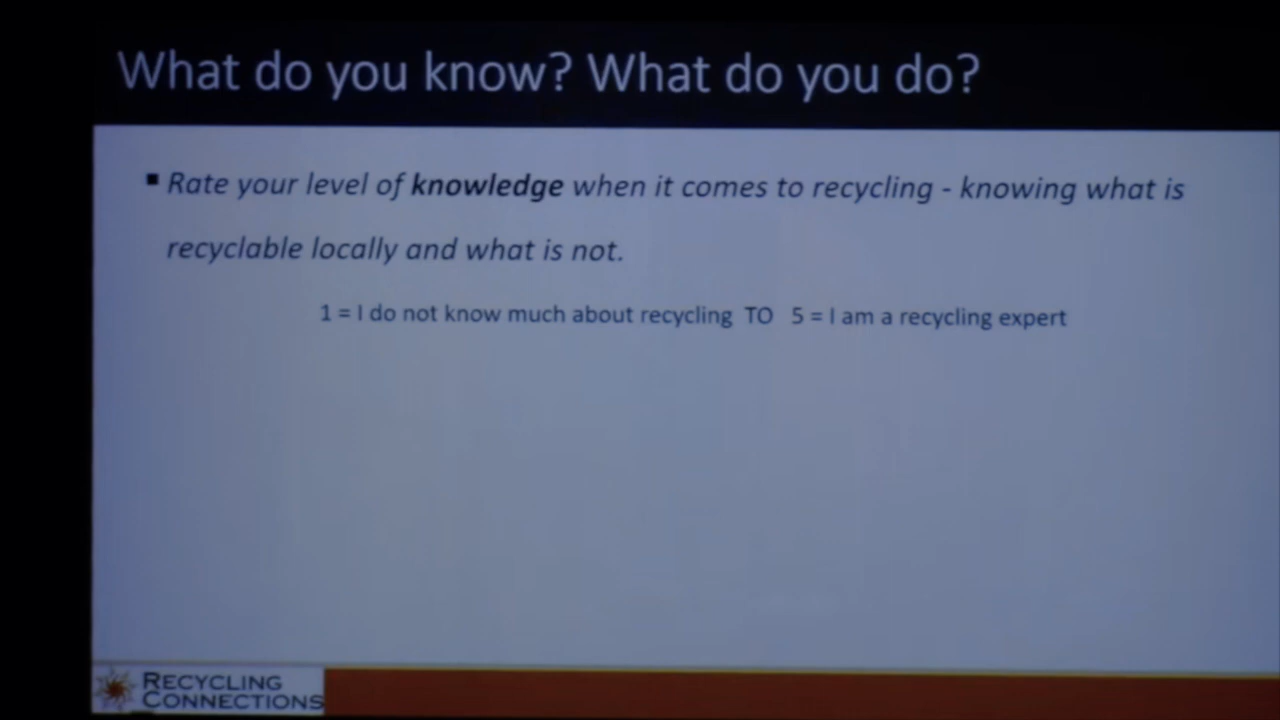 What do you know? What do you do?
▪ Rate your level of knowledge when it comes to recycling - knowing what is
recyclable locally and what is not.
1 = I do not know much about recycling TO 5 = I am a recycling expert
RECYCLING
CONNECTIONS